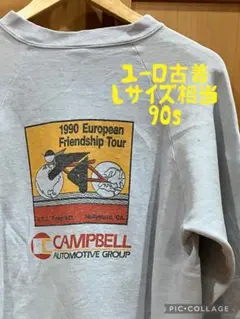 ユーロ古着
Lサイズ相当
90s
1990 European
Friendship Tour
CAMPBELL
AUTOMOTIVE GROUP
PIC•COLLAGE